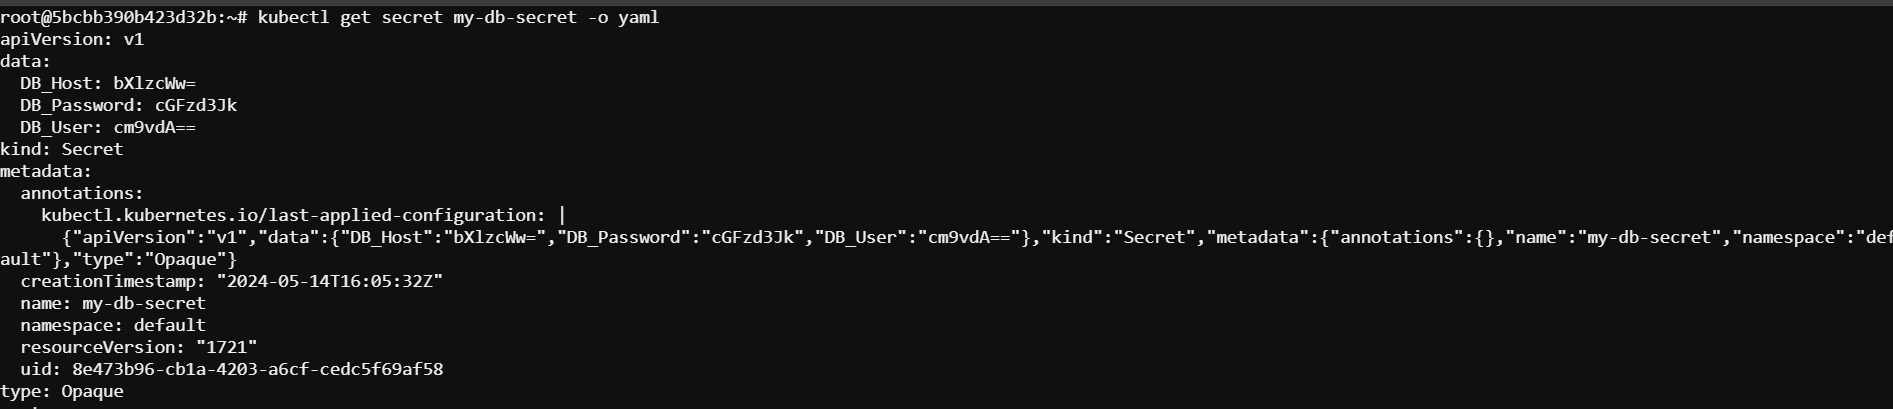 root@5bcbb390b423d32b:~# kubectl get secret my-db-secret -o yaml
apiVersion: v1
data:
  DB_Host: bXlzcWw=
  DB_Password: cGFzd3Jk
  DB_User: cm9vdA==
kind: Secret
metadata:
  annotations:
    kubectl.kubernetes.io/last-applied-configuration: |
      {"apiVersion":"v1","data":{"DB_Host":"bXlzcWw=","DB_Password":"cGFzd3Jk","DB_User":"cm9vdA=="},"kind":"Secret","metadata":{"annotations":{},"name":"my-db-secret","namespace":"def
ault"},"type":"Opaque"}
  creationTimestamp: "2024-05-14T16:05:32Z"
  name: my-db-secret
  namespace: default
  resourceVersion: "1721"
  uid: 8e473b96-cb1a-4203-a6cf-cedc5f69af58
type: Opaque